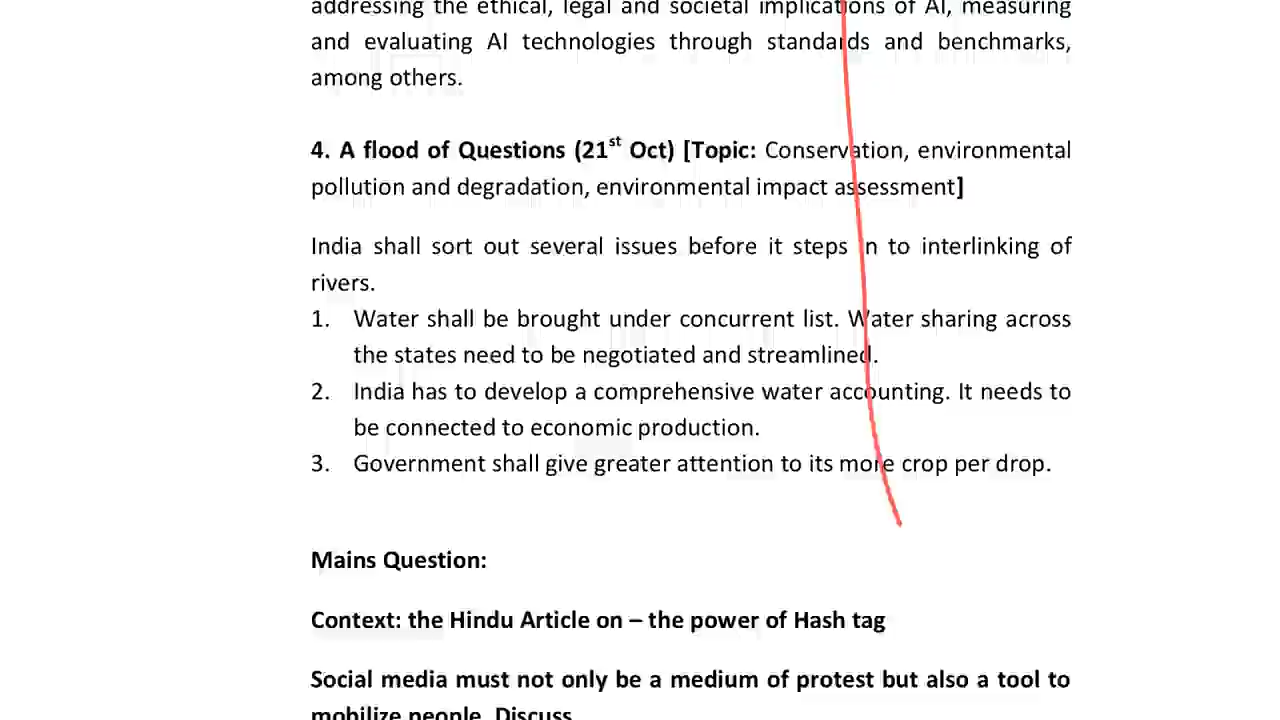 addressing the ethical, legal and societal implications of AI, measuring
and evaluating AI technologies through standards and benchmarks,
among others.
4. A flood of Questions (21st Oct) [Topic: Conservation, environmental
pollution and degradation, environmental impact assessment]
India shall sort out several issues before it steps in to interlinking of
rivers.
1. Water shall be brought under concurrent list. Water sharing across
the states need to be negotiated and streamlined.
2. India has to develop a comprehensive water accounting. It needs to
be connected to economic production.
3. Government shall give greater attention to its more crop per drop.
Mains Question:
Context: the Hindu Article on – the power of Hash tag
Social media must not only be a medium of protest but also a tool to
mobilize people. Discuss